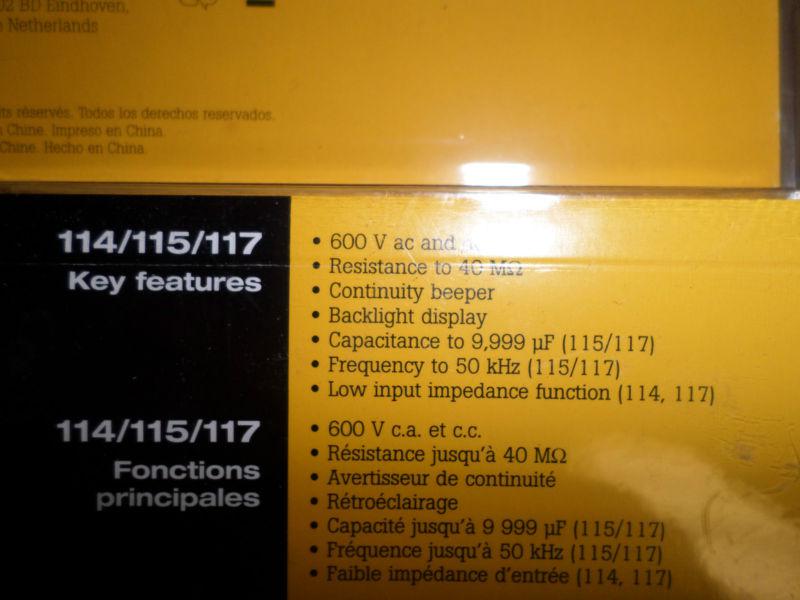 02 BD Eindhoven,
Netherlands
réservés. Todos los derechos reservados.
Chine. Impreso en China.
Chine. Hecho en China.
114/115/117
Key features
• 600 V ac and
• Resistance to 40 MΩ
• Continuity beeper
• Backlight display
• Capacitance to 9,999 µF (115/117)
• Frequency to 50 kHz (115/117)
• Low input impedance function (114, 117)
114/115/117
Fonctions
principales
• 600 V c.a. et c.c.
• Résistance jusqu'à 40 MΩ
• Avertisseur de continuité
• Rétroéclairage
• Capacité jusqu'à 9 999 µF (115/117)
• Fréquence jusqu'à 50 kHz (115/117)
• Faible impédance d'entrée (114, 117)